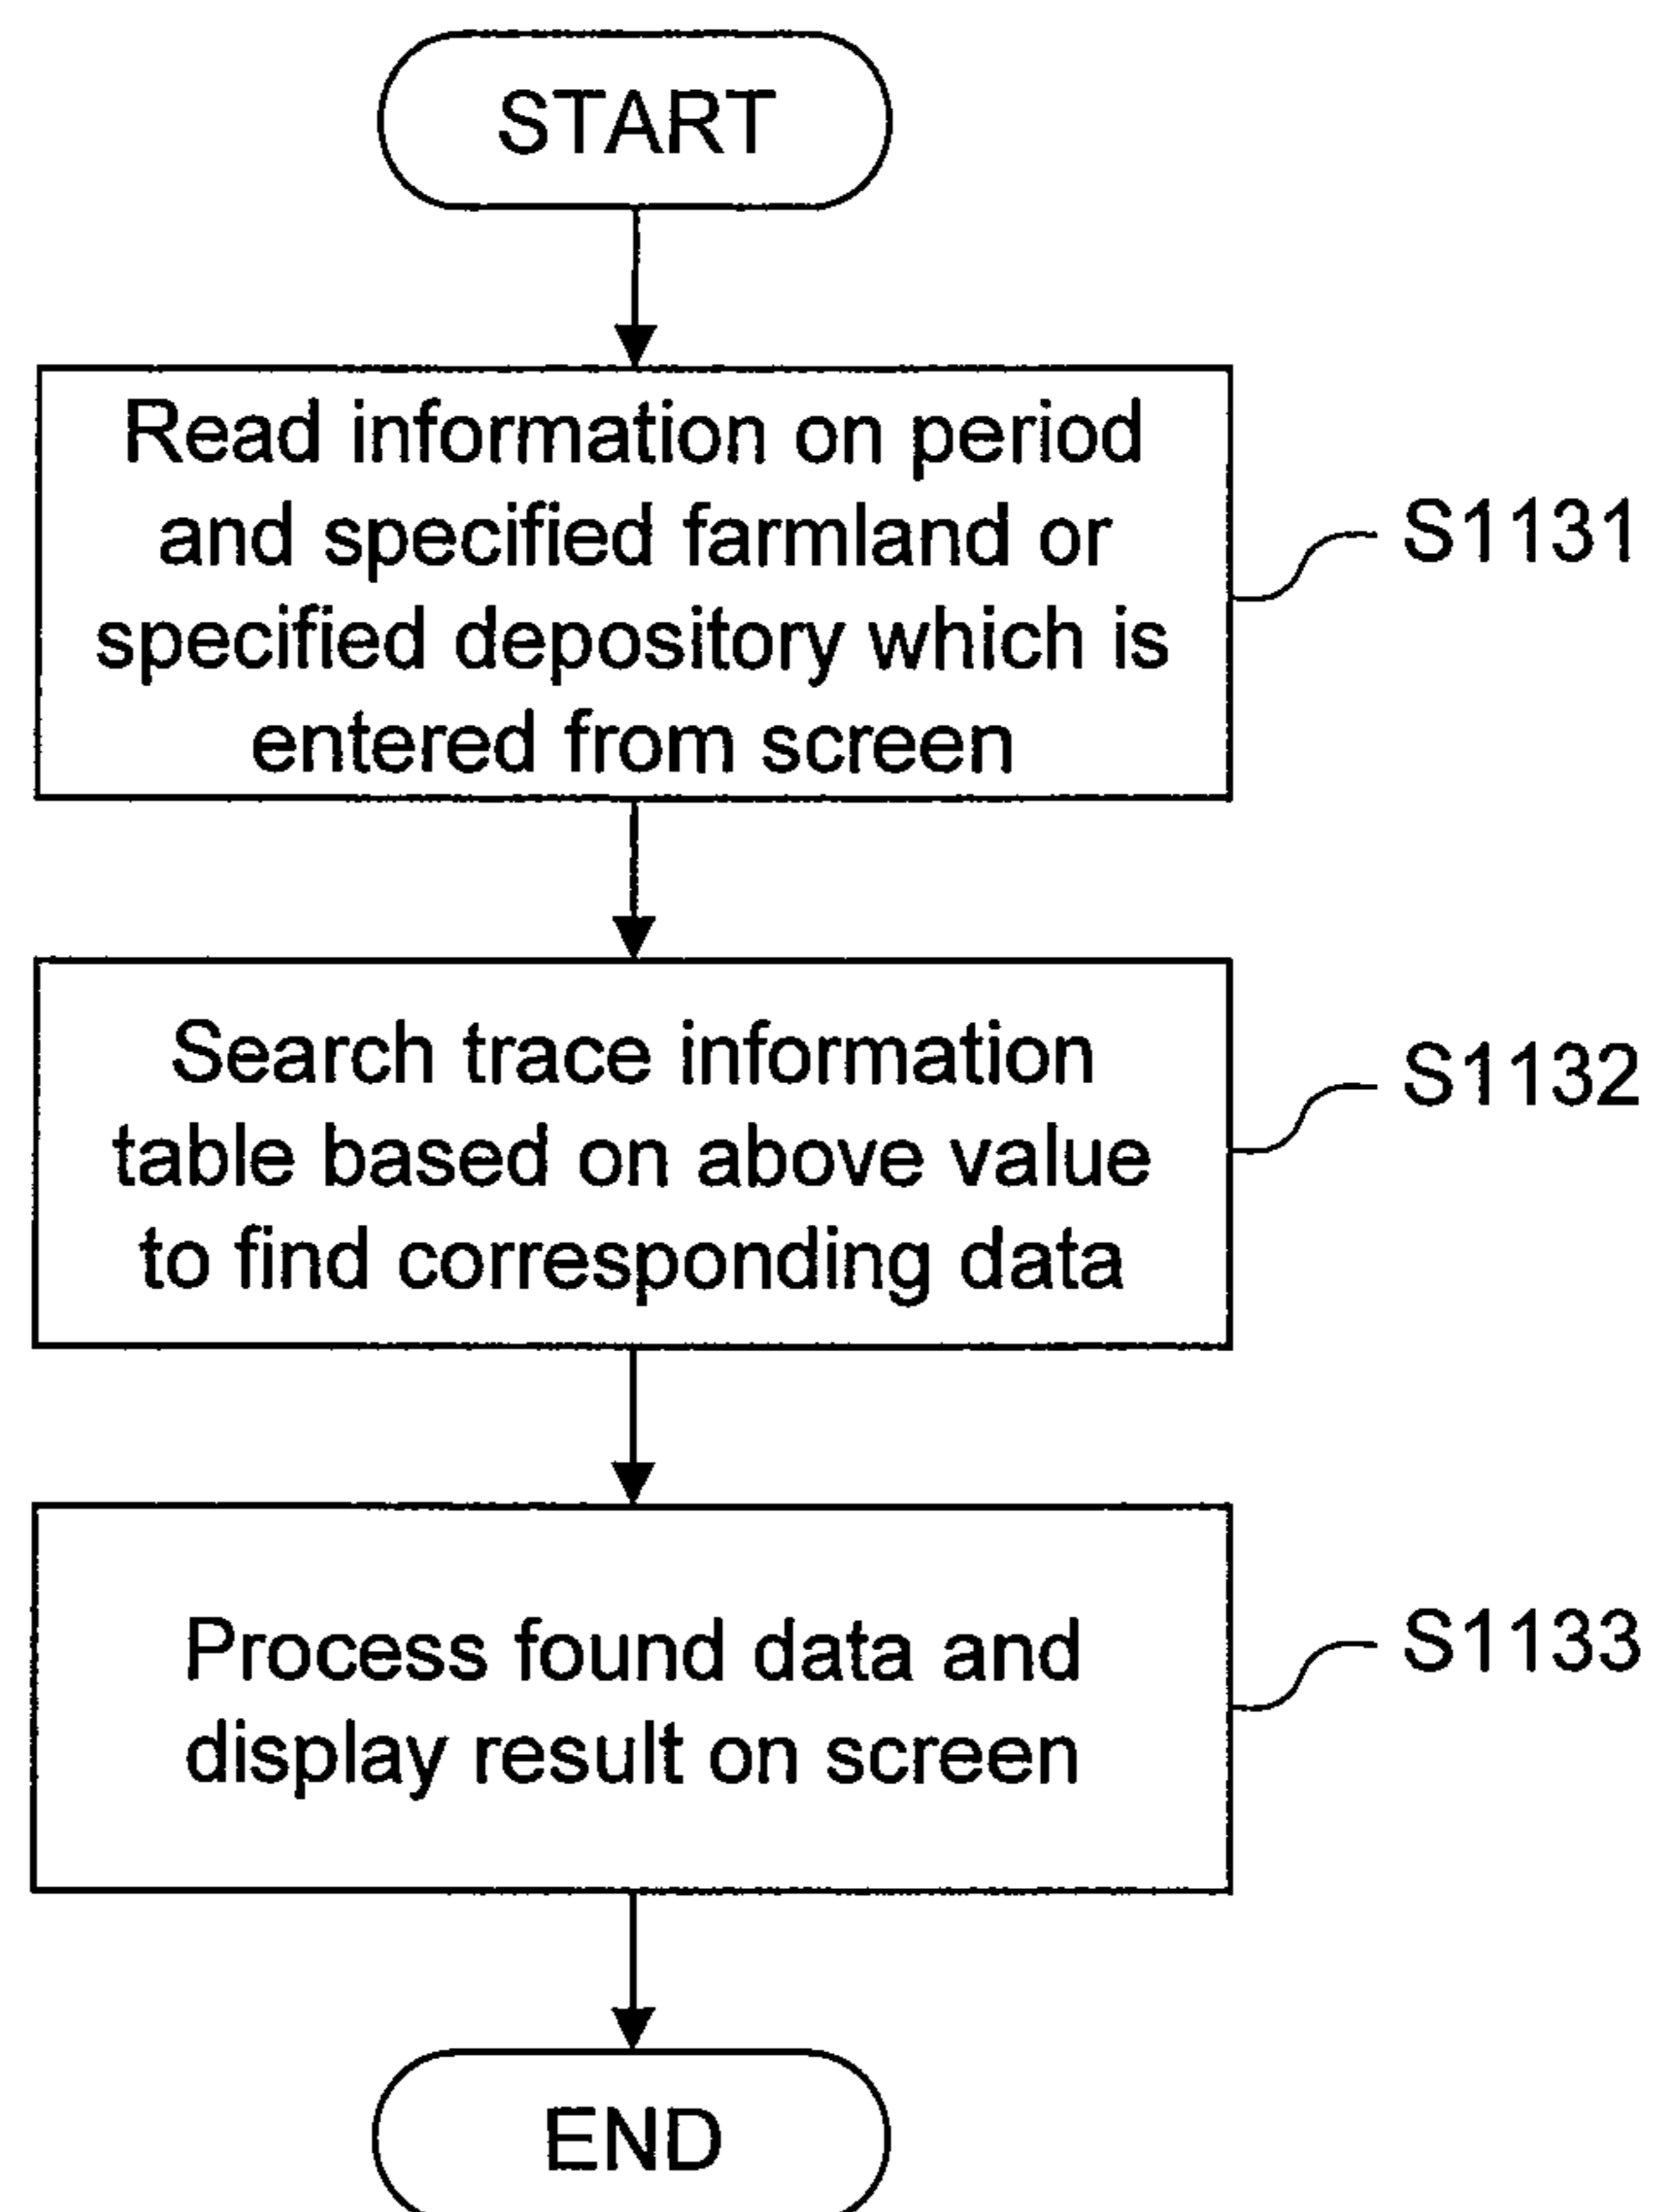 START
Read information on period
and specified farmland or
specified depository which is
entered from screen
S1131
Search trace information
table based on above value
to find corresponding data
S1132
Process found data and
display result on screen
S1133
END